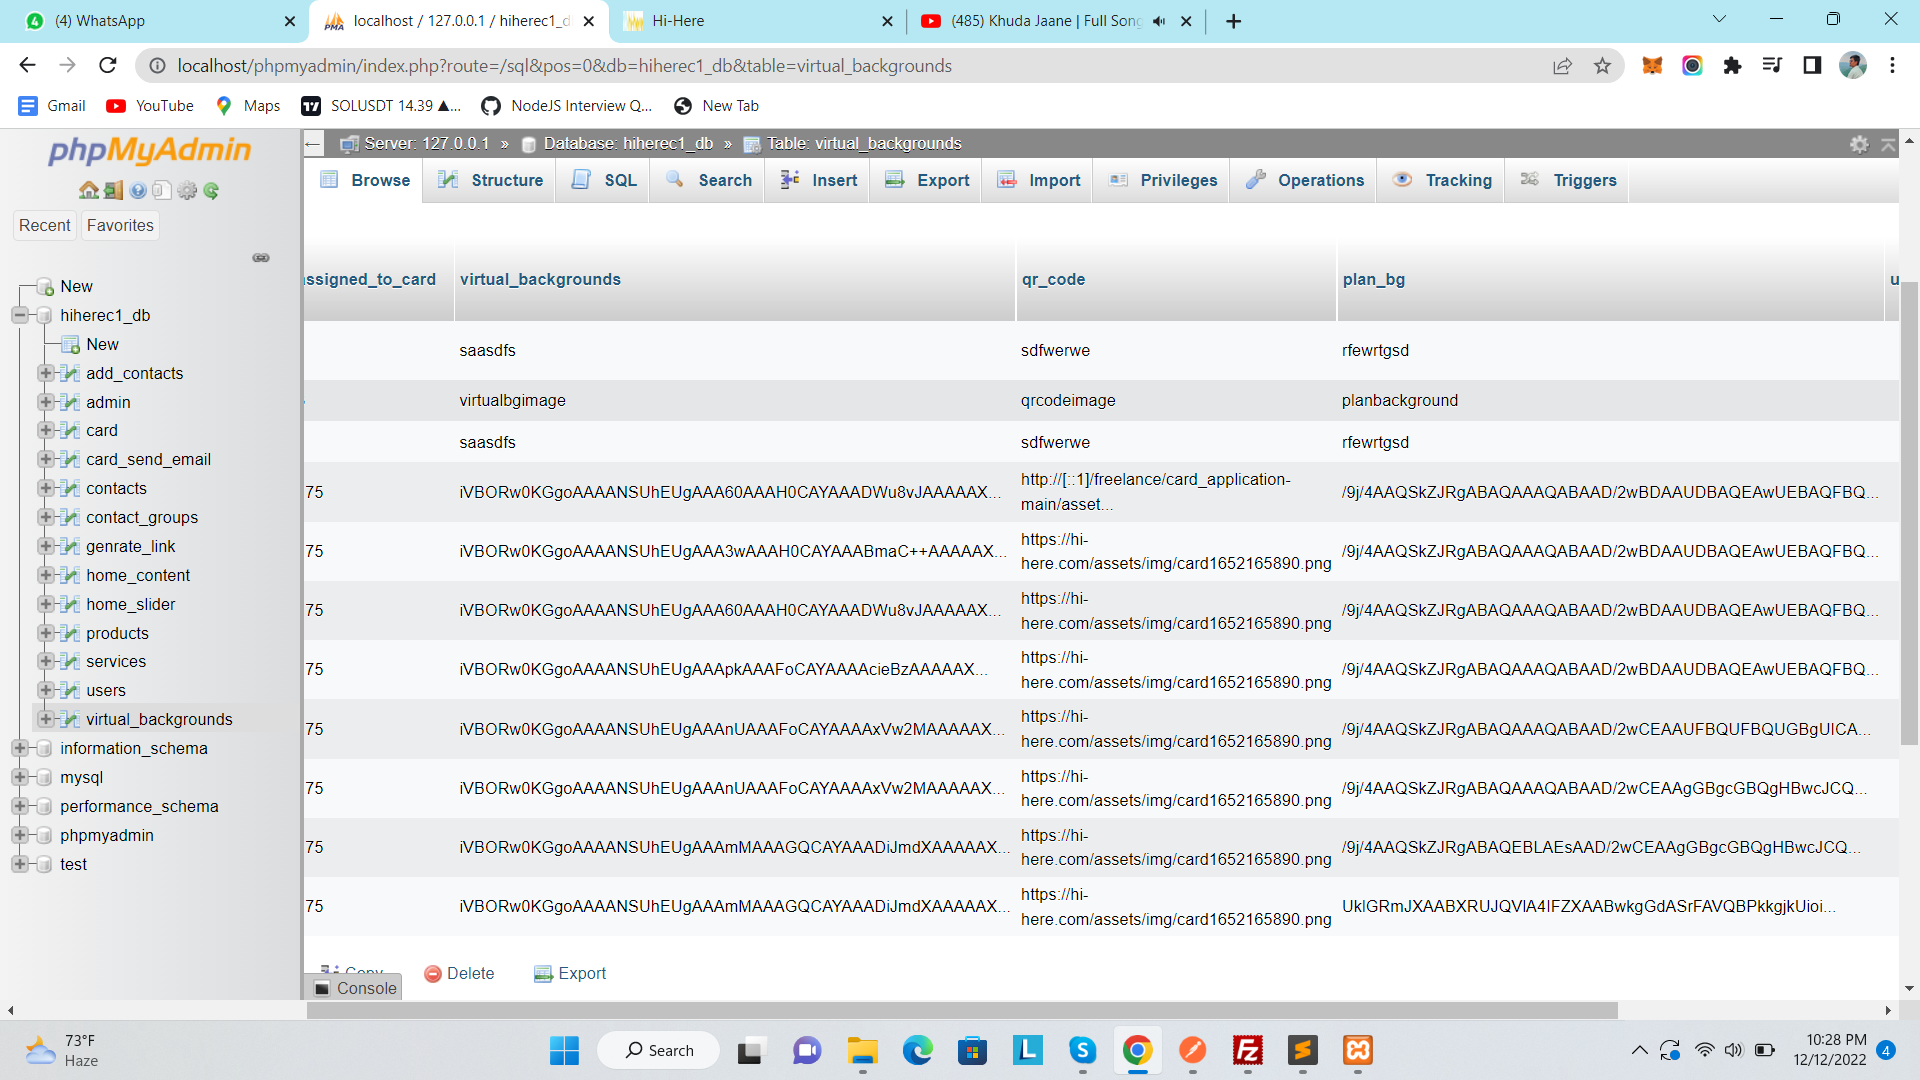 (4) WhatsApp
localhost / 127.0.0.1 / hiherec1_d
Hi-Here
(485) Khuda Jaane | Full Song
localhost/phpmyadmin/index.php?route=/sql&pos=0&db=hiherec1_db&table=virtual_backgrounds
Gmail
YouTube
Maps
SOLUSDT 14.39 ▲...
NodeJS Interview Q...
New Tab
phpMyAdmin
Recent
Favorites
New
hiherec1_db
New
add_contacts
admin
card
card_send_email
contacts
contact_groups
genrate_link
home_content
home_slider
products
services
users
virtual_backgrounds
information_schema
mysql
performance_schema
phpmyadmin
test
Server: 127.0.0.1 » Database: hiherec1_db » Table: virtual_backgrounds
Browse
Structure
SQL
Search
Insert
Export
Import
Privileges
Operations
Tracking
Triggers
ssigned_to_card virtual_backgrounds qr_code plan_bg u
saasdfs sdfwerwe rfewrtgsd
virtualbgimage qrcodeimage planbackground
saasdfs sdfwerwe rfewrtgsd
75 iVBORw0KGgoAAAANSUhEUgAAA60AAAH0CAYAAADWu8vJAAAAAX... http://[::1]/freelance/card_application-
main/asset... /9j/4AAQSkZJRgABAQAAAQABAAD/2wBDAAUDBAQEAwUEBAQFBQ...
75 iVBORw0KGgoAAAANSUhEUgAAA3wAAAH0CAYAAABmaC++AAAAAX... https://hi-
here.com/assets/img/card1652165890.png /9j/4AAQSkZJRgABAQAAAQABAAD/2wBDAAUDBAQEAwUEBAQFBQ...
75 iVBORw0KGgoAAAANSUhEUgAAA60AAAH0CAYAAADWu8vJAAAAAX... https://hi-
here.com/assets/img/card1652165890.png /9j/4AAQSkZJRgABAQAAAQABAAD/2wBDAAUDBAQEAwUEBAQFBQ...
75 iVBORw0KGgoAAAANSUhEUgAAApkAAAFoCAYAAAAcieBzAAAAAX... https://hi-
here.com/assets/img/card1652165890.png /9j/4AAQSkZJRgABAQAAAQABAAD/2wBDAAUDBAQEAwUEBAQFBQ...
75 iVBORw0KGgoAAAANSUhEUgAAAnUAAAFoCAYAAAAxVw2MAAAAAX... https://hi-
here.com/assets/img/card1652165890.png /9j/4AAQSkZJRgABAQAAAQABAAD/2wCEAAUFBQUFBQUGBgUICA...
75 iVBORw0KGgoAAAANSUhEUgAAAnUAAAFoCAYAAAAxVw2MAAAAAX... https://hi-
here.com/assets/img/card1652165890.png /9j/4AAQSkZJRgABAQAAAQABAAD/2wCEAAgGBgcGBQgHBwcJCQ...
75 iVBORw0KGgoAAAANSUhEUgAAAmMAAAGQCAYAAADiJmdXAAAAAX... https://hi-
here.com/assets/img/card1652165890.png /9j/4AAQSkZJRgABAQEBLAEsAAD/2wCEAAgGBgcGBQgHBwcJCQ...
75 iVBORw0KGgoAAAANSUhEUgAAAmMAAAGQCAYAAADiJmdXAAAAAX... https://hi-
here.com/assets/img/card1652165890.png UklGRmJXAABXRUJQVlA4IFZXAABwkgGdASrFAVQBPkkgjkUioi...
Copy
Delete
Export
Console
73°F
Haze
Search
10:28 PM
12/12/2022
4